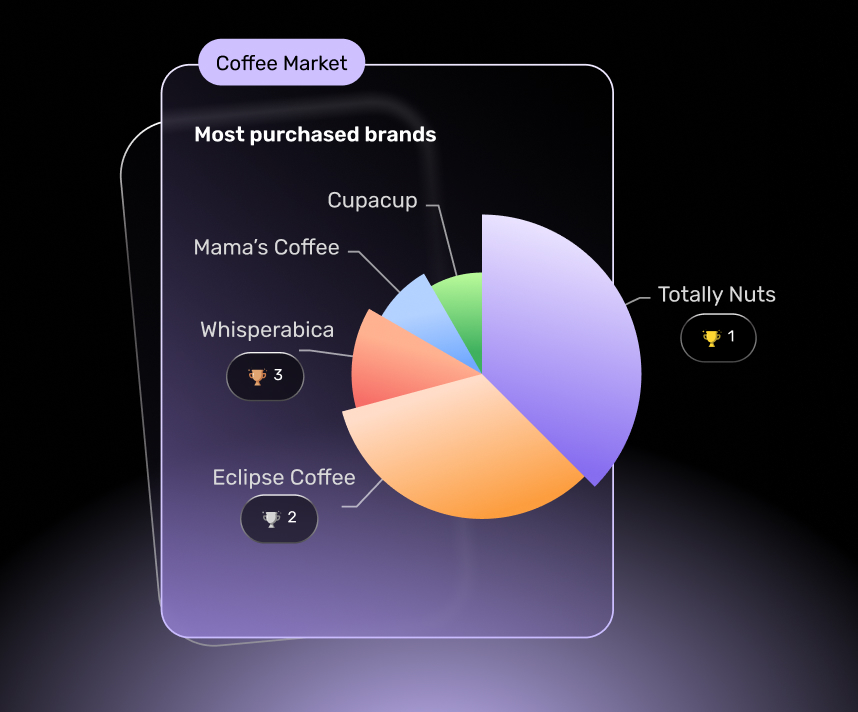 Coffee Market
Most purchased brands
Cupacup
Mama’s Coffee
Totally Nuts
1
Whisperabica
3
Eclipse Coffee
2